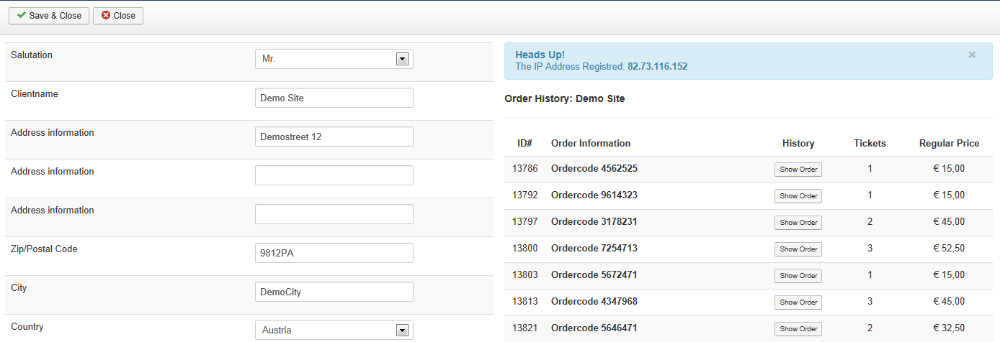 Save & Close Close
Salutation Mr.
Clientname Demo Site
Address information Demostreet 12
Address information
Address information
Zip/Postal Code 9812PA
City DemoCity
Country Austria
Heads Up! ×
The IP Address Registred: 82.73.116.152
Order History: Demo Site
ID# Order Information History Tickets Regular Price
13786 Ordercode 4562525 Show Order 1 € 15,00
13792 Ordercode 9614323 Show Order 1 € 15,00
13797 Ordercode 3178231 Show Order 2 € 45,00
13800 Ordercode 7254713 Show Order 3 € 52,50
13803 Ordercode 5672471 Show Order 1 € 15,00
13813 Ordercode 4347968 Show Order 3 € 45,00
13821 Ordercode 5646471 Show Order 2 € 32,50